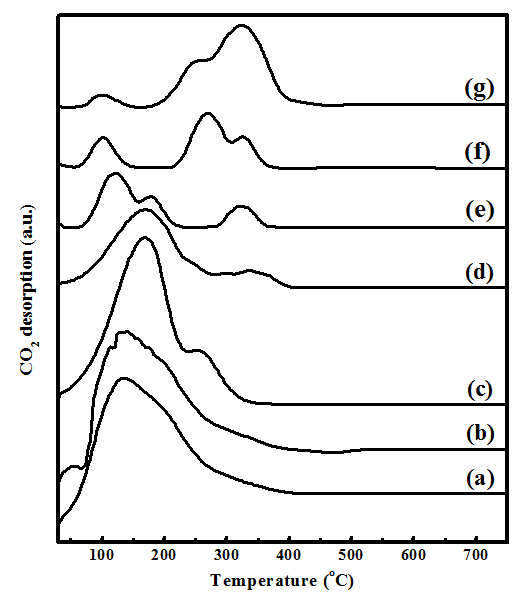 (g)
(f)
(e)
(d)
(c)
(b)
(a)
CO2 desorption (a.u.)
100 200 300 400 500 600 700
Temperature (°C)